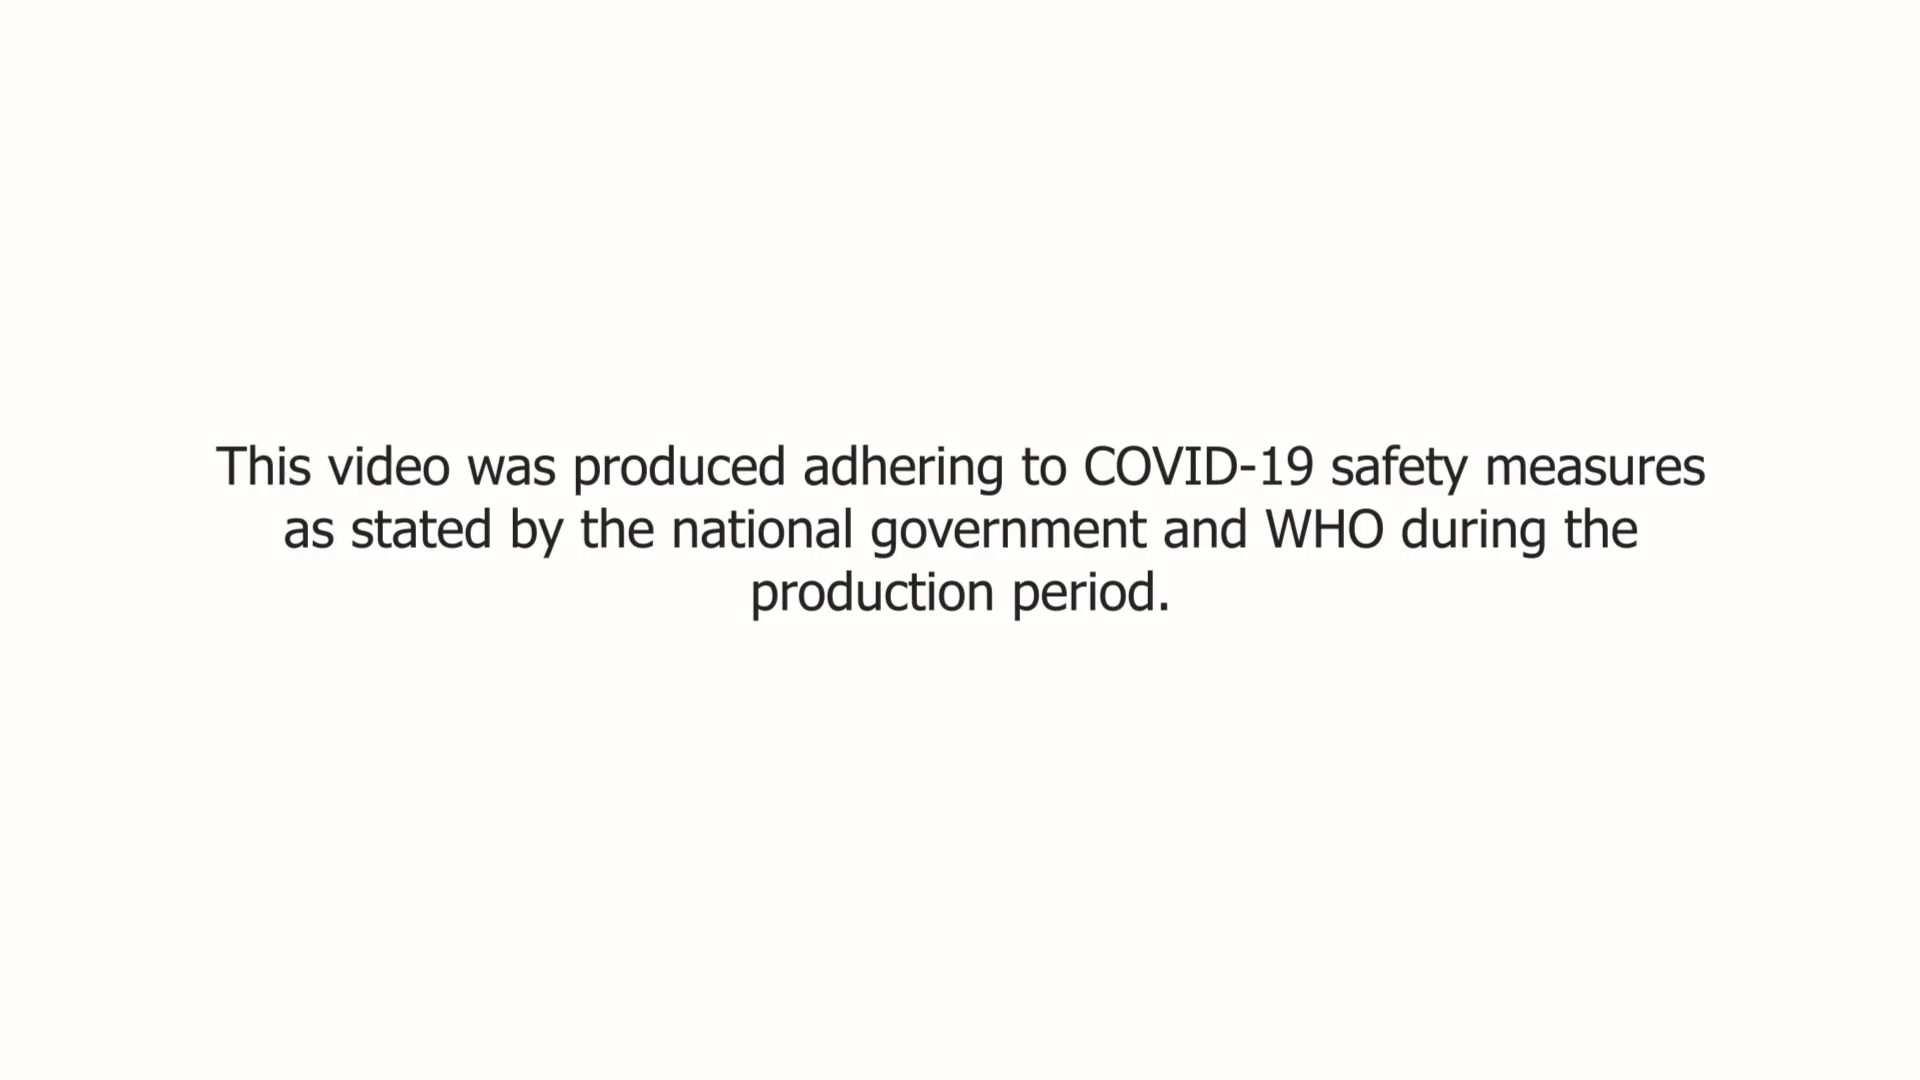 This video was produced adhering to COVID-19 safety measures
as stated by the national government and WHO during the
production period.